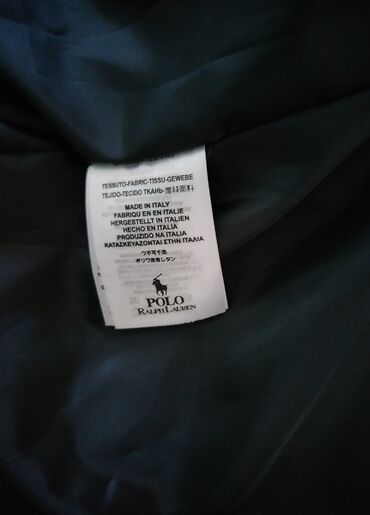 TESSUTO-FABRIC-TISSU-GEWEBE
TEJIDO-TECIDO TKAHb-
MADE IN ITALY
FABRIQU EN EN ITALIE
HERGESTELLT IN ITALIEN
HECHO EN ITALIA
PRODUZIDO NA ITALIA
ΚΑΤΑΣΚΕΥΑΖΟΝΤΑΙ ΣΤΗΝ ΙΤΑΛΙΑ
POLO
RALPH LAUREN